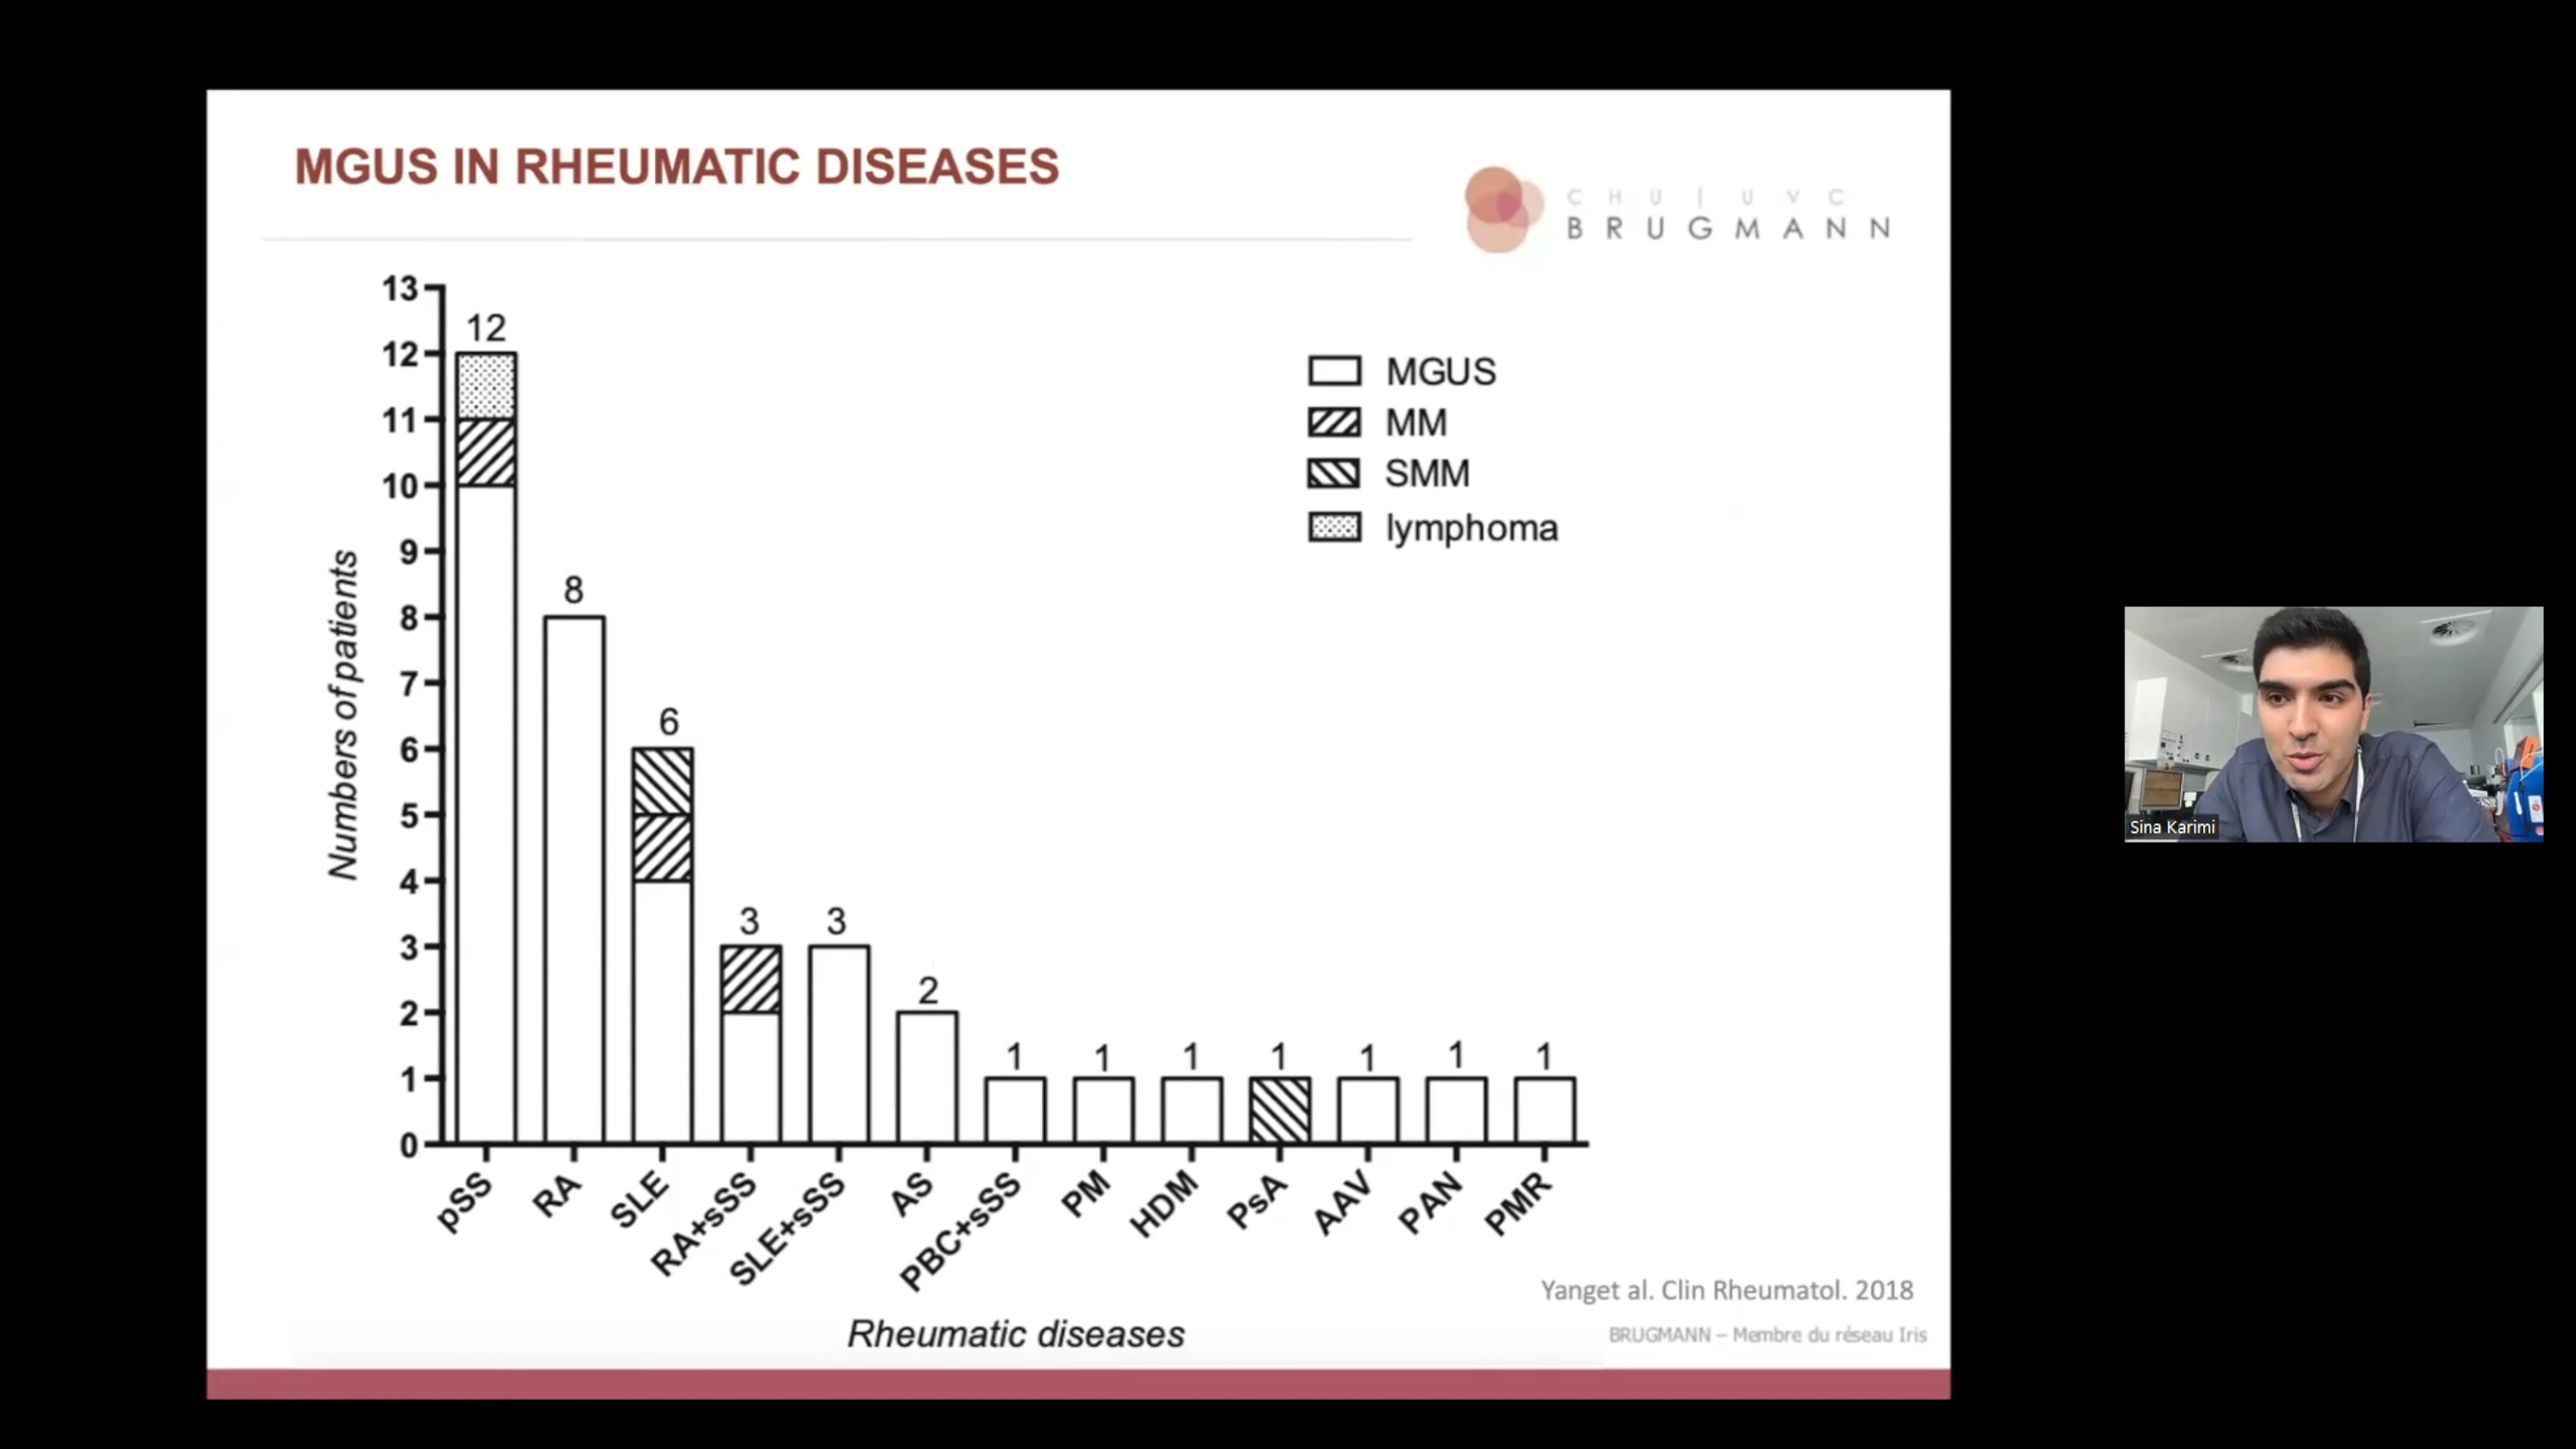 MGUS IN RHEUMATIC DISEASES
CHU | UVC
BRUGMANN
13
12
11
10
9
8
7
6
5
4
3
2
1
0
Numbers of patients
12
8
6
3
3
2
1
1
1
1
1
1
1
MGUS
MM
SMM
lymphoma
pSS
RA
SLE
RA+sSS
SLE+sSS
AS
PBC+sSS
PM
HDM
PsA
AAV
PAN
PMR
Rheumatic diseases
Yanget al. Clin Rheumatol. 2018
BRUGMANN – Membre du réseau Iris
Sina Karimi